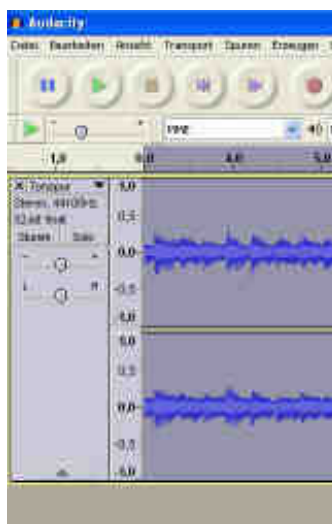 Audacity
Datei Bearbeiten Ansicht Transport Spuren Erzeugen
MME
1,0 0,0 4,0 5,0
X Tonspur ▼
Stereo, 44100Hz
32 bit float
Stumm Solo
- +
L R
1,0
0,5
0,0
-0,5
-1,0
1,0
0,5
0,0
-0,5
-1,0